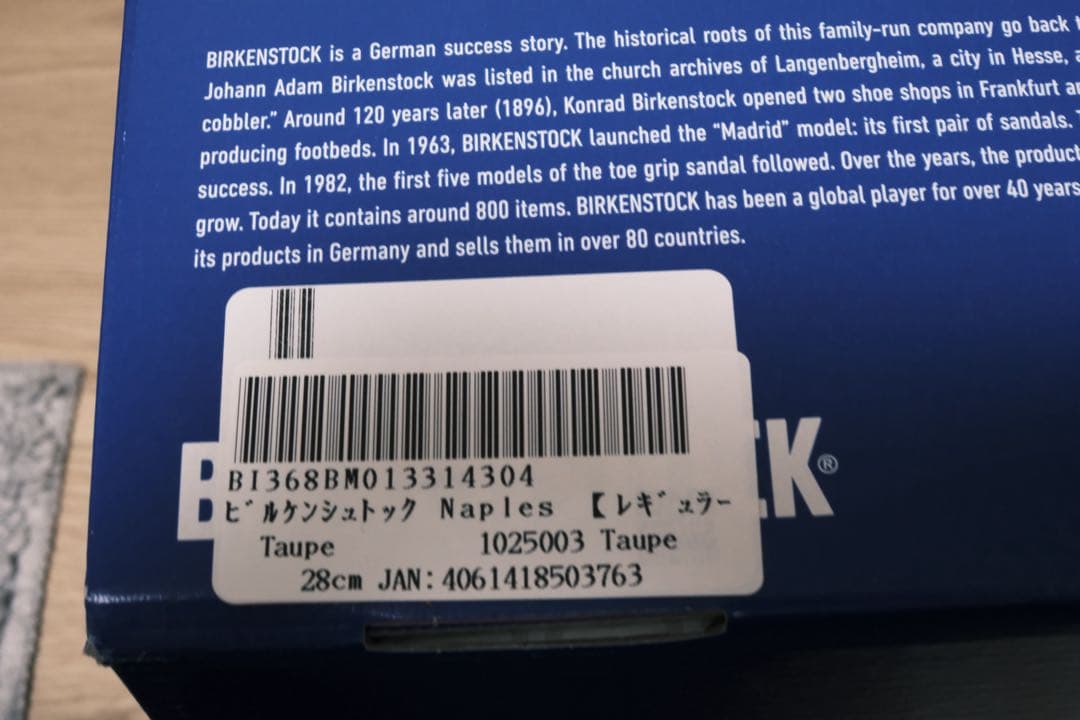 BIRKENSTOCK is a German success story. The historical roots of this family-run company go back
Johann Adam Birkenstock was listed in the church archives of Langenbergheim, a city in Hesse,
cobbler.” Around 120 years later (1896), Konrad Birkenstock opened two shoe shops in Frankfurt
producing footbeds. In 1963, BIRKENSTOCK launched the “Madrid” model: its first pair of sandals.
success. In 1982, the first five models of the toe grip sandal followed. Over the years, the product
grow. Today it contains around 800 items. BIRKENSTOCK has been a global player for over 40 years
its products in Germany and sells them in over 80 countries.
B CK®
BI368BM013314304
ビルケンシュトック Naples 【レギュラー
Taupe 1025003 Taupe
28cm JAN:4061418503763